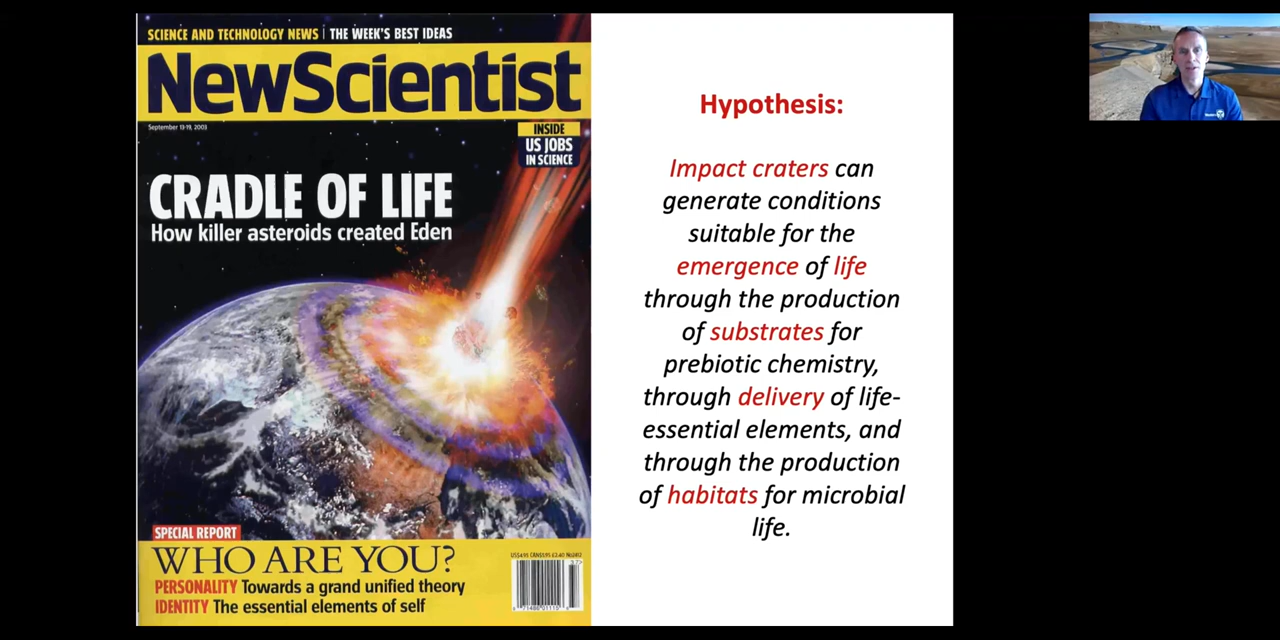 SCIENCE AND TECHNOLOGY NEWS | THE WEEK'S BEST IDEAS
NewScientist
September 13-19, 2003
INSIDE
US JOBS
IN SCIENCE
CRADLE OF LIFE
How killer asteroids created Eden
SPECIAL REPORT
WHO ARE YOU?
PERSONALITY Towards a grand unified theory
IDENTITY The essential elements of self
Hypothesis:
Impact craters can
generate conditions
suitable for the
emergence of life
through the production
of substrates for
prebiotic chemistry,
through delivery of life-
essential elements, and
through the production
of habitats for microbial
life.